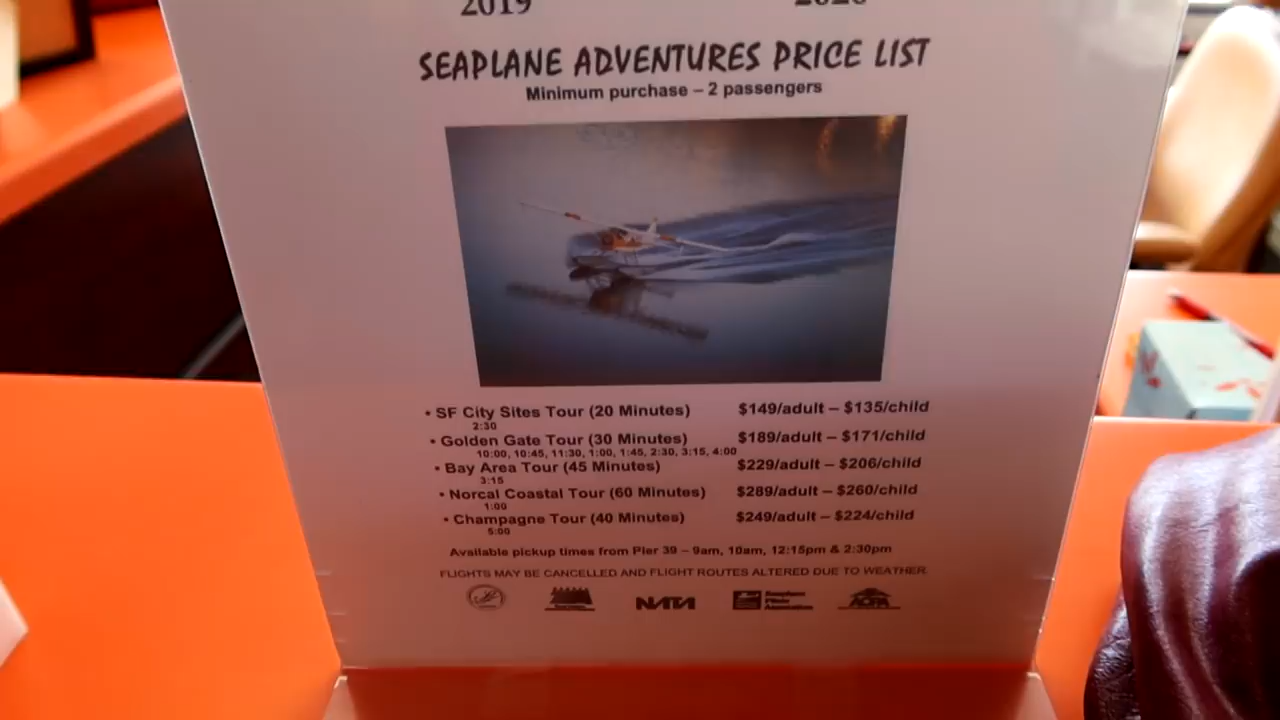 2019 2020
SEAPLANE ADVENTURES PRICE LIST
Minimum purchase – 2 passengers
• SF City Sites Tour (20 Minutes) $149/adult – $135/child
2:30
• Golden Gate Tour (30 Minutes) $189/adult – $171/child
10:00, 10:45, 11:30, 1:00, 1:45, 2:30, 3:15, 4:00
• Bay Area Tour (45 Minutes) $229/adult – $206/child
3:15
• Norcal Coastal Tour (60 Minutes) $289/adult – $260/child
1:00
• Champagne Tour (40 Minutes) $249/adult – $224/child
5:00
Available pickup times from Pier 39 – 9am, 10am, 12:15pm & 2:30pm
FLIGHTS MAY BE CANCELLED AND FLIGHT ROUTES ALTERED DUE TO WEATHER.
NATA Seaplane Pilots Association AOPA